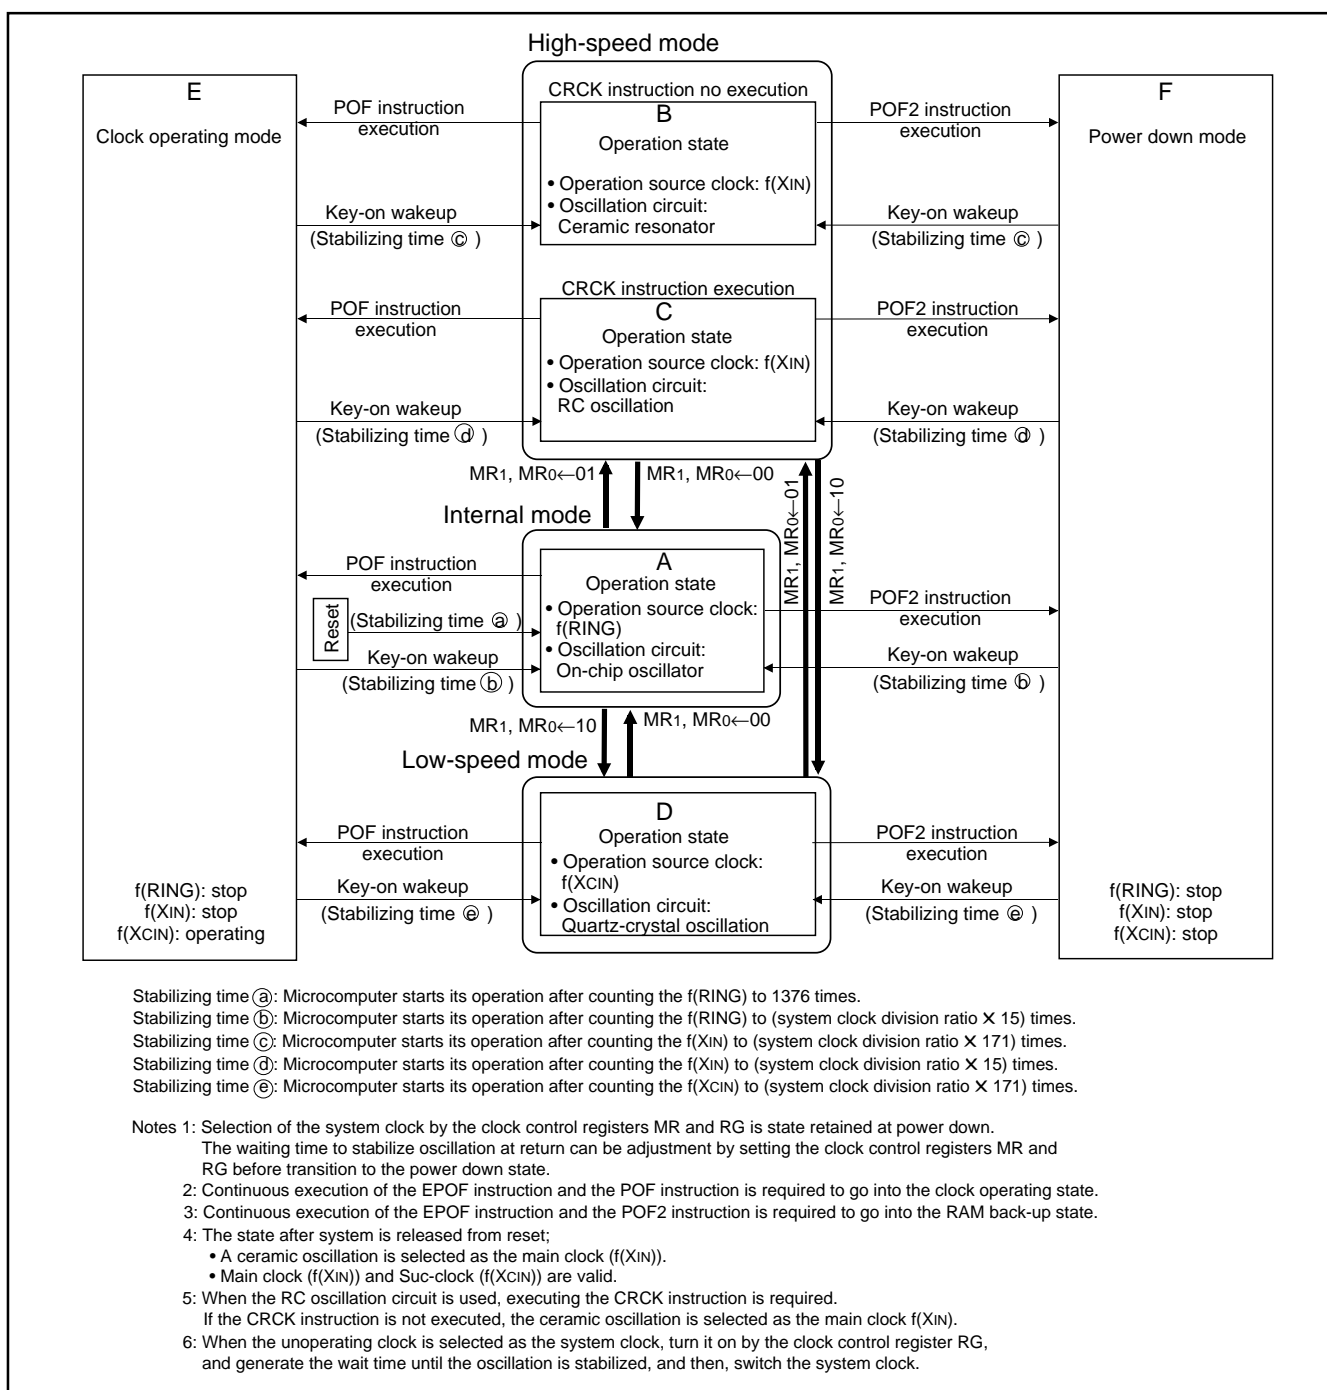 High-speed mode
E
Clock operating mode
F
Power down mode
CRCK instruction no execution
B
Operation state
• Operation source clock: f(XIN)
• Oscillation circuit:
Ceramic resonator
POF instruction
execution
POF2 instruction
execution
Key-on wakeup
(Stabilizing time ⓒ )
Key-on wakeup
(Stabilizing time ⓒ )
CRCK instruction execution
C
Operation state
• Operation source clock: f(XIN)
• Oscillation circuit:
RC oscillation
POF instruction
execution
POF2 instruction
execution
Key-on wakeup
(Stabilizing time ⓓ )
Key-on wakeup
(Stabilizing time ⓓ )
MR1, MR0←01
MR1, MR0←00
MR1, MR0←01
MR1, MR0←10
Internal mode
A
Operation state
• Operation source clock:
f(RING)
• Oscillation circuit:
On-chip oscillator
POF instruction
execution
Reset
(Stabilizing time ⓐ )
Key-on wakeup
(Stabilizing time ⓑ )
POF2 instruction
execution
Key-on wakeup
(Stabilizing time ⓑ )
MR1, MR0←10
MR1, MR0←00
Low-speed mode
D
Operation state
• Operation source clock:
f(XCIN)
• Oscillation circuit:
Quartz-crystal oscillation
POF instruction
execution
POF2 instruction
execution
Key-on wakeup
(Stabilizing time ⓔ )
Key-on wakeup
(Stabilizing time ⓔ )
f(RING): stop
f(XIN): stop
f(XCIN): operating
f(RING): stop
f(XIN): stop
f(XCIN): stop
Stabilizing time ⓐ: Microcomputer starts its operation after counting the f(RING) to 1376 times.
Stabilizing time ⓑ: Microcomputer starts its operation after counting the f(RING) to (system clock division ratio ✕ 15) times.
Stabilizing time ⓒ: Microcomputer starts its operation after counting the f(XIN) to (system clock division ratio ✕ 171) times.
Stabilizing time ⓓ: Microcomputer starts its operation after counting the f(XIN) to (system clock division ratio ✕ 15) times.
Stabilizing time ⓔ: Microcomputer starts its operation after counting the f(XCIN) to (system clock division ratio ✕ 171) times.
Notes 1: Selection of the system clock by the clock control registers MR and RG is state retained at power down.
The waiting time to stabilize oscillation at return can be adjustment by setting the clock control registers MR and
RG before transition to the power down state.
2: Continuous execution of the EPOF instruction and the POF instruction is required to go into the clock operating state.
3: Continuous execution of the EPOF instruction and the POF2 instruction is required to go into the RAM back-up state.
4: The state after system is released from reset;
• A ceramic oscillation is selected as the main clock (f(XIN)).
• Main clock (f(XIN)) and Suc-clock (f(XCIN)) are valid.
5: When the RC oscillation circuit is used, executing the CRCK instruction is required.
If the CRCK instruction is not executed, the ceramic oscillation is selected as the main clock f(XIN).
6: When the unoperating clock is selected as the system clock, turn it on by the clock control register RG,
and generate the wait time until the oscillation is stabilized, and then, switch the system clock.